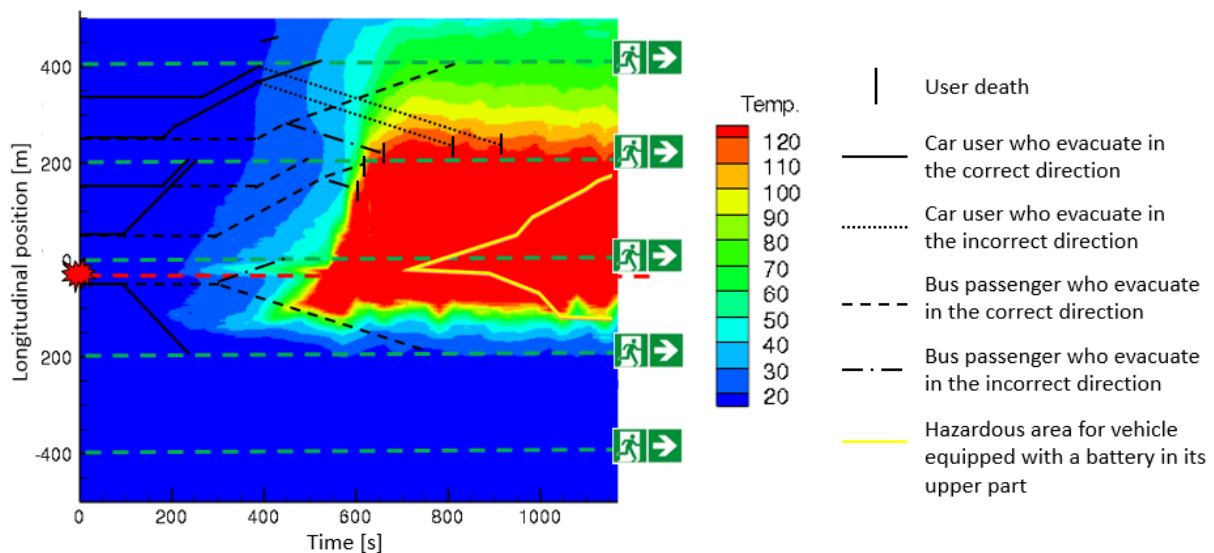 400
200
0
200
-400
Longitudinal position [m]
0
200
400
600
800
1000
Time [s]
Temp.
120
110
100
90
80
70
60
50
40
30
20
User death
Car user who evacuate in
the correct direction
Car user who evacuate in
the incorrect direction
Bus passenger who evacuate
in the correct direction
Bus passenger who evacuate
in the incorrect direction
Hazardous area for vehicle
equipped with a battery in its
upper part